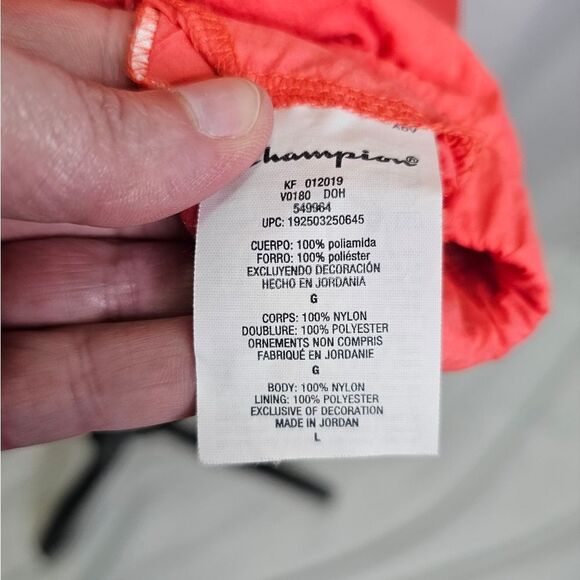 Champion®
KF 012019
V0180 DOH
549964
UPC: 192503250645
CUERPO: 100% poliamida
FORRO: 100% poliéster
EXCLUYENDO DECORACIÓN
HECHO EN JORDANIA
G
CORPS: 100% NYLON
DOUBLURE: 100% POLYESTER
ORNEMENTS NON COMPRIS
FABRIQUÉ EN JORDANIE
G
BODY: 100% NYLON
LINING: 100% POLYESTER
EXCLUSIVE OF DECORATION
MADE IN JORDAN
L